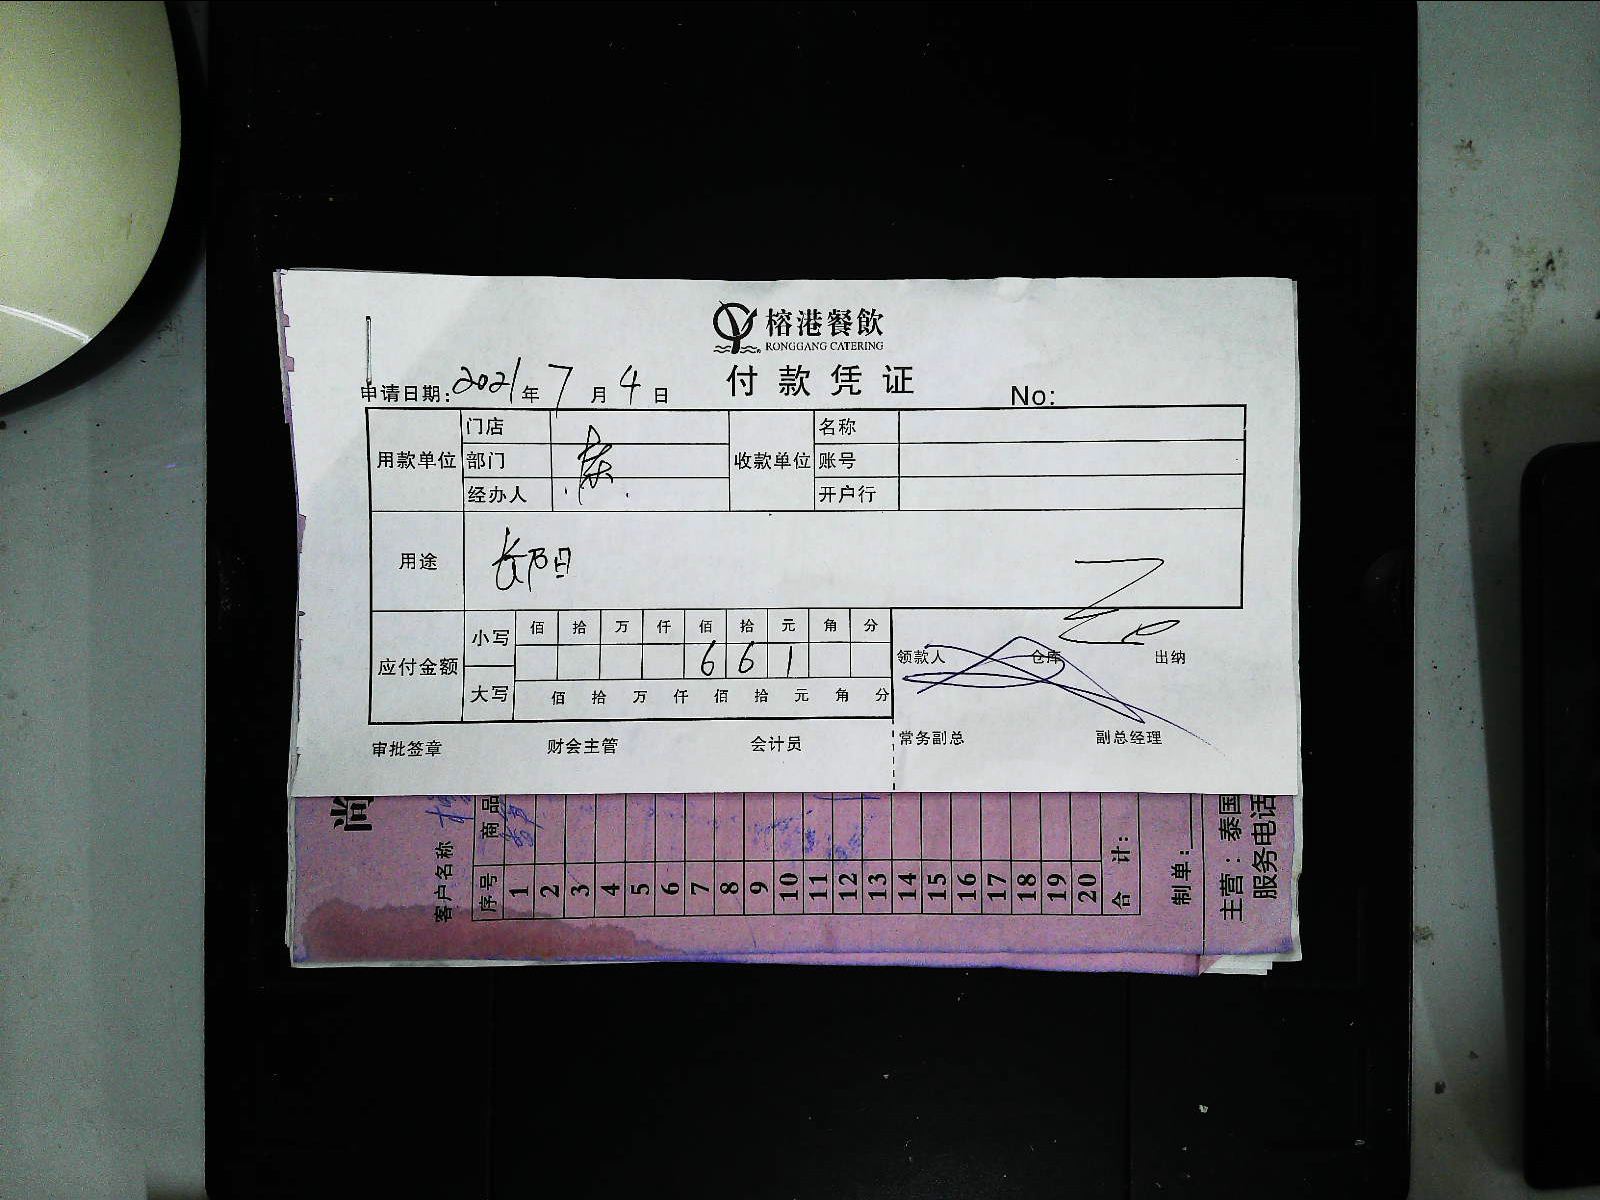 榕港餐飲
RONGGANG CATERING
付款凭证
申请日期:2021年7月4日
No:
用款单位 门店 收款单位 名称
部门 账号
经办人 开户行
用途
应付金额 小写 佰 拾 万 仟 佰 拾 元 角 分
6 6 1
大写 佰 拾 万 仟 佰 拾 元 角 分
领款人 仓库 出纳
审批签章 财会主管 会计员 常务副总 副总经理
尚
客户名称
序号 商品
1
2
3
4
5
6
7
8
9
10
11
12
13
14
15
16
17
18
19
20
合计:
制单:
主营:泰国
服务电话